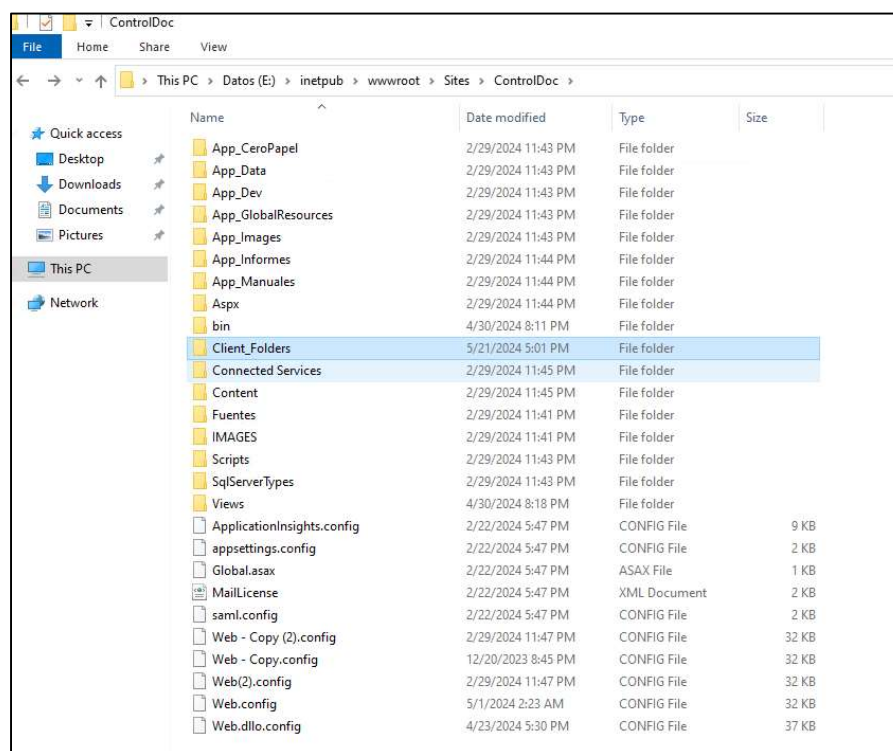 ControlDoc
File Home Share View
This PC > Datos (E:) > inetpub > wwwroot > Sites > ControlDoc >
Name Date modified Type Size
Quick access
Desktop
Downloads
Documents
Pictures
This PC
Network
App_CeroPapel 2/29/2024 11:43 PM File folder
App_Data 2/29/2024 11:43 PM File folder
App_Dev 2/29/2024 11:43 PM File folder
App_GlobalResources 2/29/2024 11:43 PM File folder
App_Images 2/29/2024 11:43 PM File folder
App_Informes 2/29/2024 11:44 PM File folder
App_Manuales 2/29/2024 11:44 PM File folder
Aspx 2/29/2024 11:44 PM File folder
bin 4/30/2024 8:11 PM File folder
Client_Folders 5/21/2024 5:01 PM File folder
Connected Services 2/29/2024 11:45 PM File folder
Content 2/29/2024 11:45 PM File folder
Fuentes 2/29/2024 11:41 PM File folder
IMAGES 2/29/2024 11:41 PM File folder
Scripts 2/29/2024 11:43 PM File folder
SqlServerTypes 2/29/2024 11:43 PM File folder
Views 4/30/2024 8:18 PM File folder
ApplicationInsights.config 2/22/2024 5:47 PM CONFIG File 9 KB
appsettings.config 2/22/2024 5:47 PM CONFIG File 2 KB
Global.asax 2/22/2024 5:47 PM ASAX File 1 KB
MailLicense 2/22/2024 5:47 PM XML Document 2 KB
saml.config 2/22/2024 5:47 PM CONFIG File 2 KB
Web - Copy (2).config 2/29/2024 11:47 PM CONFIG File 32 KB
Web - Copy.config 12/20/2023 8:45 PM CONFIG File 32 KB
Web(2).config 2/29/2024 11:47 PM CONFIG File 32 KB
Web.config 5/1/2024 2:23 AM CONFIG File 32 KB
Web.dllo.config 4/23/2024 5:30 PM CONFIG File 37 KB